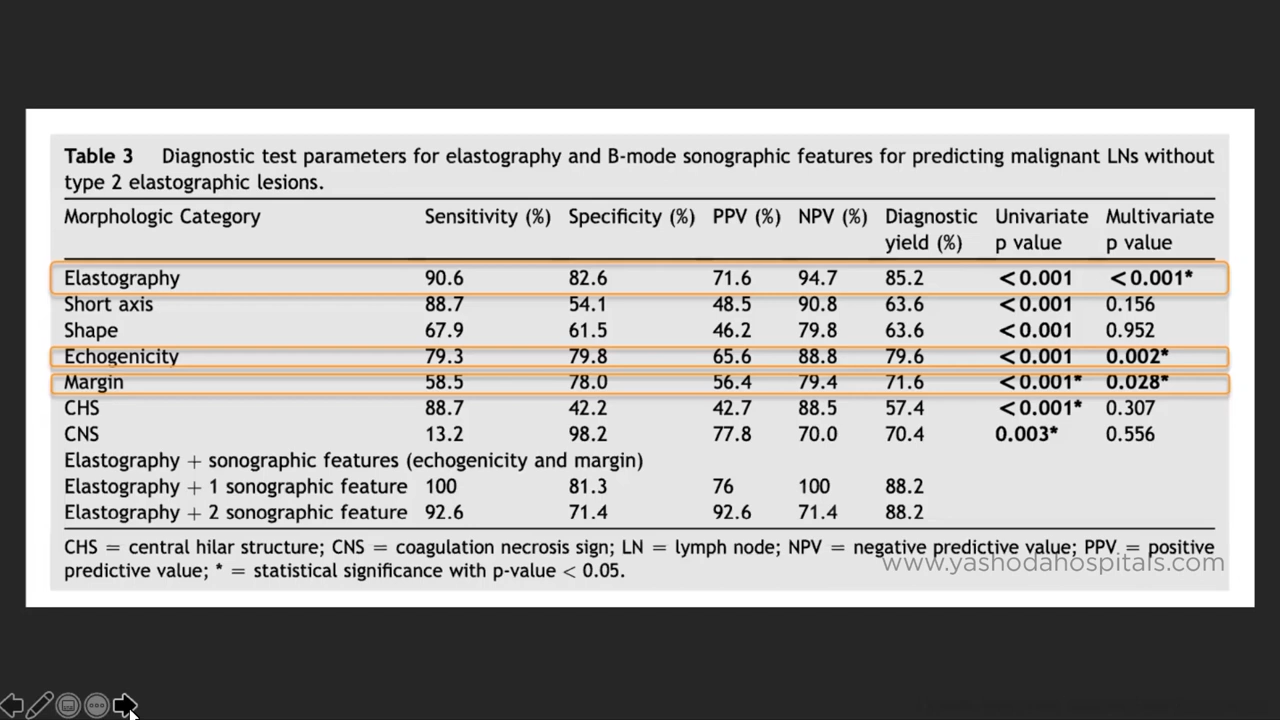 Table 3 Diagnostic test parameters for elastography and B-mode sonographic features for predicting malignant LNs without
type 2 elastographic lesions.
Morphologic Category Sensitivity (%) Specificity (%) PPV (%) NPV (%) Diagnostic yield (%) Univariate p value Multivariate p value
Elastography 90.6 82.6 71.6 94.7 85.2 <0.001 <0.001*
Short axis 88.7 54.1 48.5 90.8 63.6 <0.001 0.156
Shape 67.9 61.5 46.2 79.8 63.6 <0.001 0.952
Echogenicity 79.3 79.8 65.6 88.8 79.6 <0.001 0.002*
Margin 58.5 78.0 56.4 79.4 71.6 <0.001* 0.028*
CHS 88.7 42.2 42.7 88.5 57.4 <0.001* 0.307
CNS 13.2 98.2 77.8 70.0 70.4 0.003* 0.556
Elastography + sonographic features (echogenicity and margin)
Elastography + 1 sonographic feature 100 81.3 76 100 88.2
Elastography + 2 sonographic feature 92.6 71.4 92.6 71.4 88.2
CHS = central hilar structure; CNS = coagulation necrosis sign; LN = lymph node; NPV = negative predictive value; PPV = positive
predictive value; * = statistical significance with p-value < 0.05.
www.yashodahospitals.com